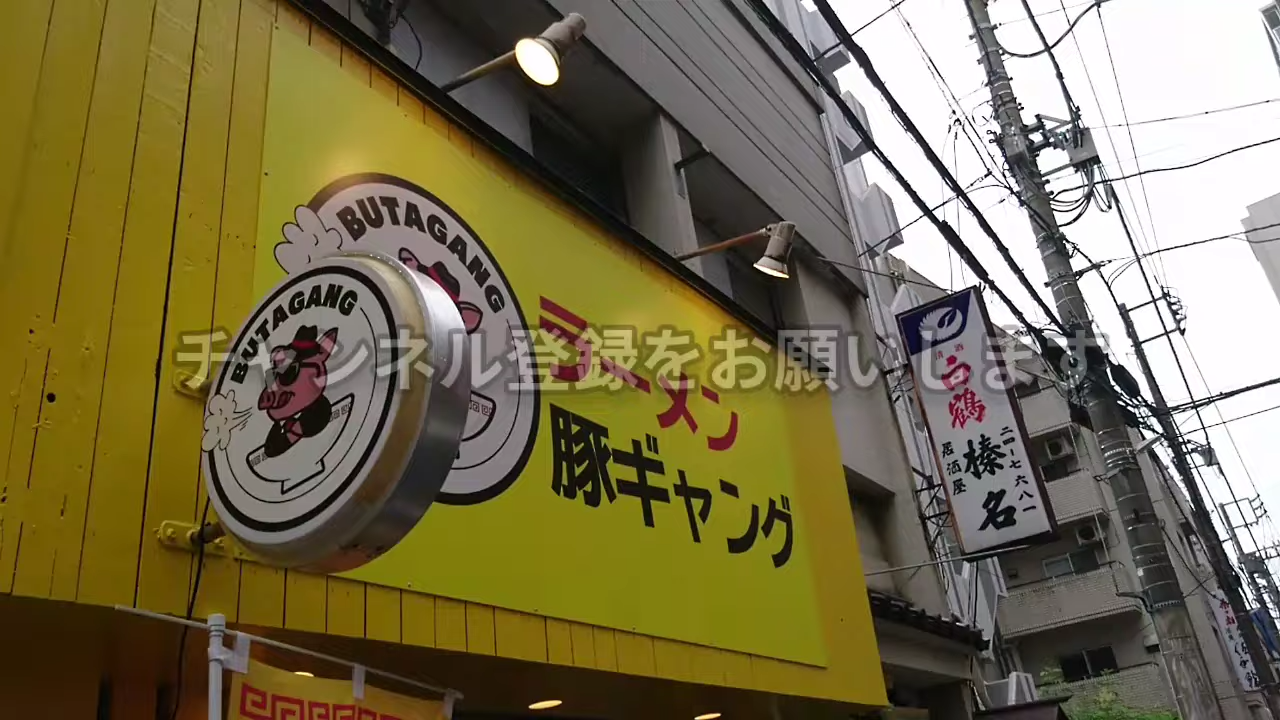 BUTAGANG
BUTAGANG
ラーメン
豚ギャング
チャンネル登録をお願いします
清酒
白鶴
二四一七六八一
榛名
居酒屋